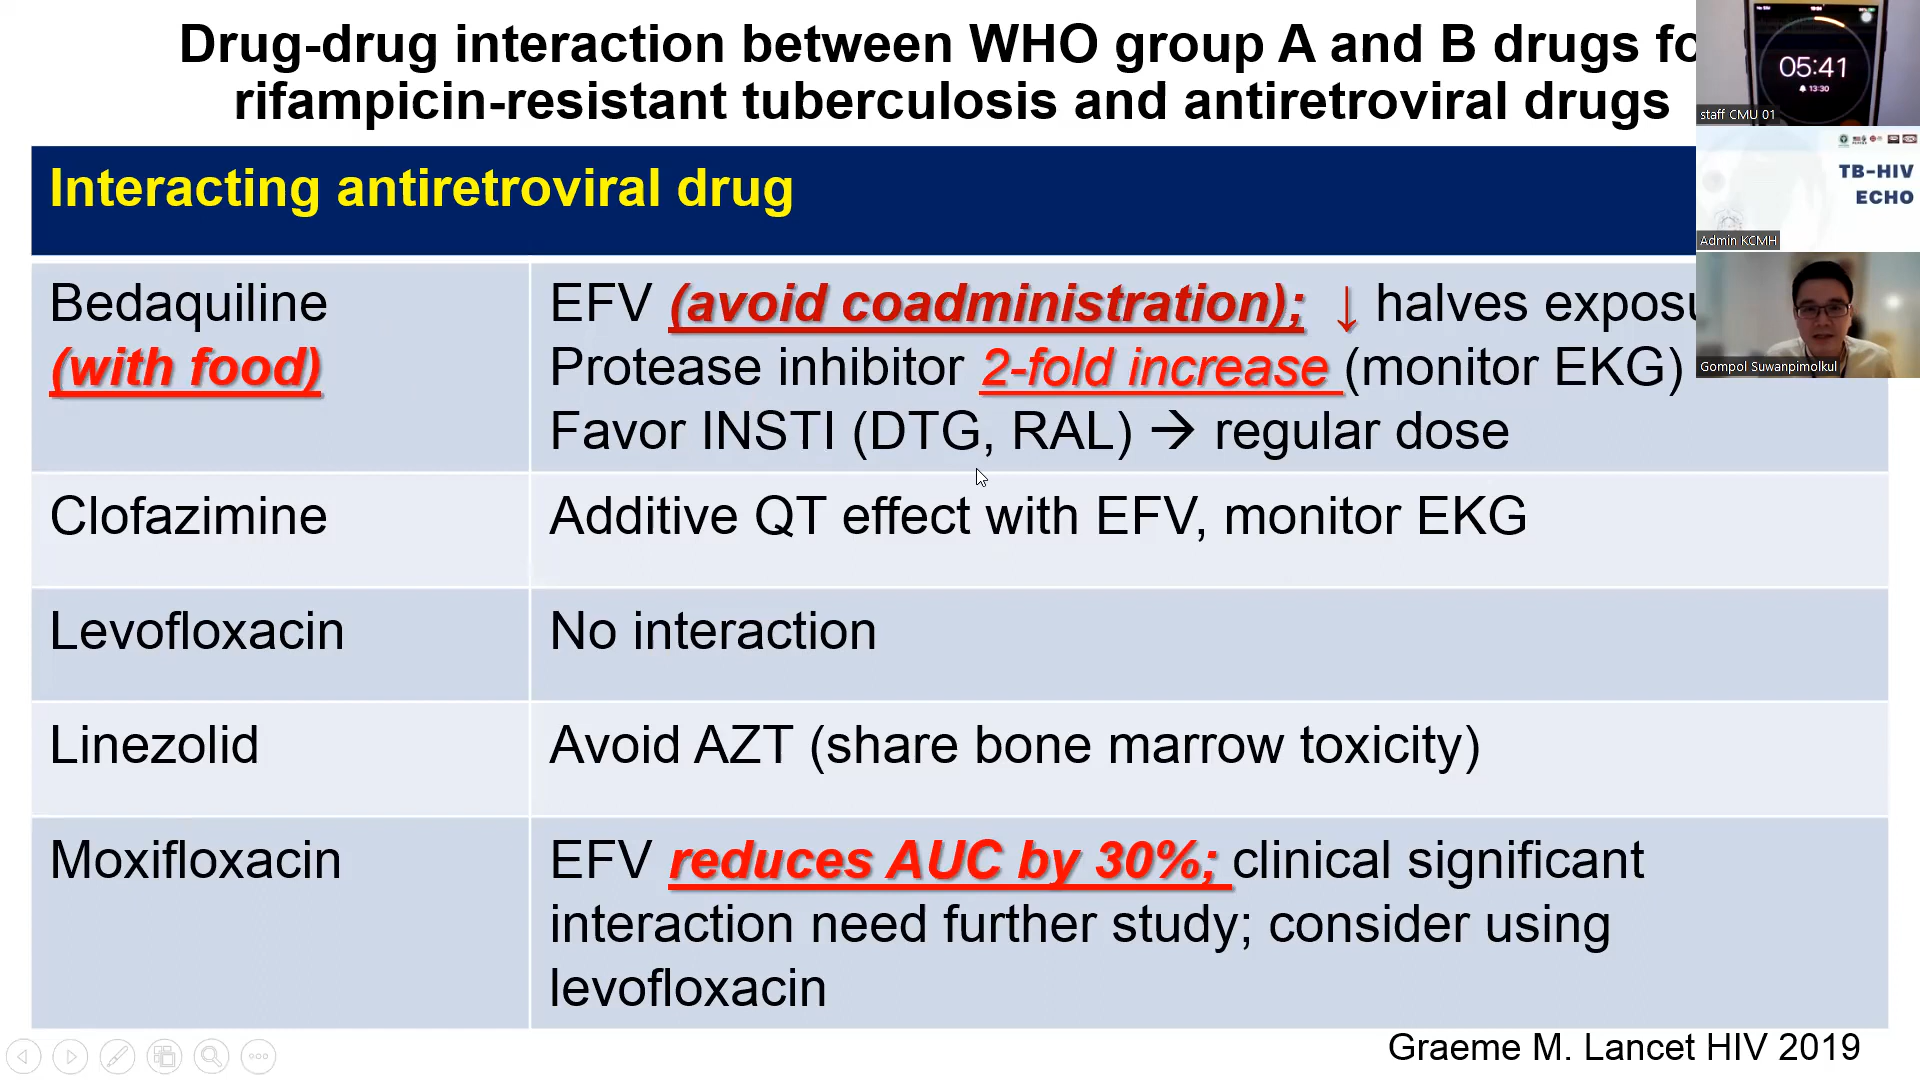 Drug-drug interaction between WHO group A and B drugs fo
rifampicin-resistant tuberculosis and antiretroviral drugs
Interacting antiretroviral drug
Bedaquiline
(with food)
EFV (avoid coadministration); ↓ halves exposu
Protease inhibitor 2-fold increase (monitor EKG)
Favor INSTI (DTG, RAL) → regular dose
Clofazimine
Additive QT effect with EFV, monitor EKG
Levofloxacin
No interaction
Linezolid
Avoid AZT (share bone marrow toxicity)
Moxifloxacin
EFV reduces AUC by 30%; clinical significant
interaction need further study; consider using
levofloxacin
Graeme M. Lancet HIV 2019
05:41
13:30
staff CMU 01
TB-HIV
ECHO
Admin KCMH
Gompol Suwanpimolkul